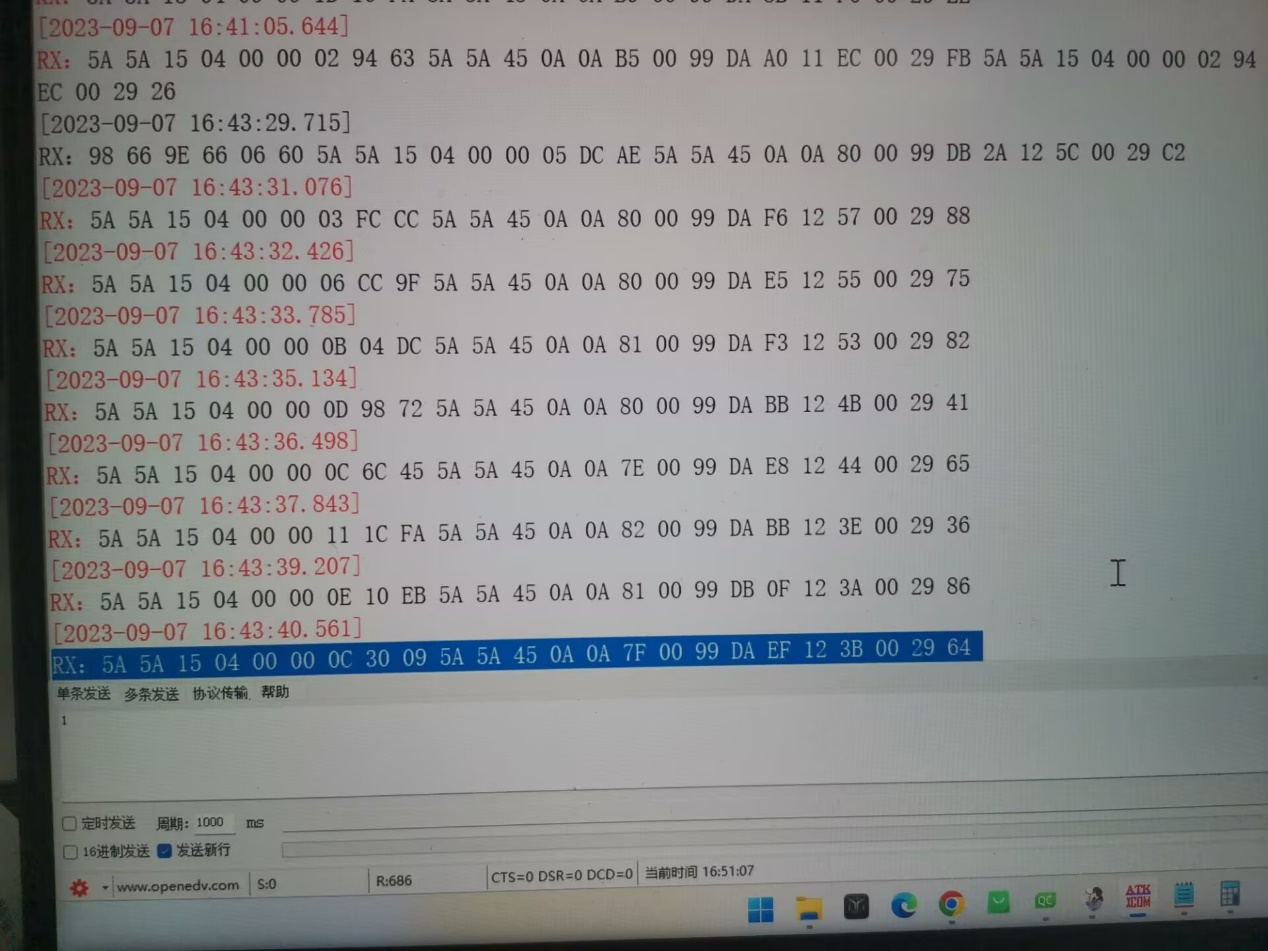 [2023-09-07 16:41:05.644]
RX: 5A 5A 15 04 00 00 02 94 63 5A 5A 45 0A 0A B5 00 99 DA A0 11 EC 00 29 FB 5A 5A 15 04 00 00 02 94
EC 00 29 26
[2023-09-07 16:43:29.715]
RX: 98 66 9E 66 06 60 5A 5A 15 04 00 00 05 DC AE 5A 5A 45 0A 0A 80 00 99 DB 2A 12 5C 00 29 C2
[2023-09-07 16:43:31.076]
RX: 5A 5A 15 04 00 00 03 FC CC 5A 5A 45 0A 0A 80 00 99 DA F6 12 57 00 29 88
[2023-09-07 16:43:32.426]
RX: 5A 5A 15 04 00 00 06 CC 9F 5A 5A 45 0A 0A 80 00 99 DA E5 12 55 00 29 75
[2023-09-07 16:43:33.785]
RX: 5A 5A 15 04 00 00 0B 04 DC 5A 5A 45 0A 0A 81 00 99 DA F3 12 53 00 29 82
[2023-09-07 16:43:35.134]
RX: 5A 5A 15 04 00 00 0D 98 72 5A 5A 45 0A 0A 80 00 99 DA BB 12 4B 00 29 41
[2023-09-07 16:43:36.498]
RX: 5A 5A 15 04 00 00 0C 6C 45 5A 5A 45 0A 0A 7E 00 99 DA E8 12 44 00 29 65
[2023-09-07 16:43:37.843]
RX: 5A 5A 15 04 00 00 11 1C FA 5A 5A 45 0A 0A 82 00 99 DA BB 12 3E 00 29 36
[2023-09-07 16:43:39.207]
RX: 5A 5A 15 04 00 00 0E 10 EB 5A 5A 45 0A 0A 81 00 99 DB 0F 12 3A 00 29 86
[2023-09-07 16:43:40.561]
RX: 5A 5A 15 04 00 00 0C 30 09 5A 5A 45 0A 0A 7F 00 99 DA EF 12 3B 00 29 64
单条发送 多条发送 协议传输 帮助
1
定时发送 周期: 1000 ms
16进制发送 发送新行
www.openedv.com S:0 R:686 CTS=0 DSR=0 DCD=0 当前时间 16:51:07
QC
ATK
XCOM